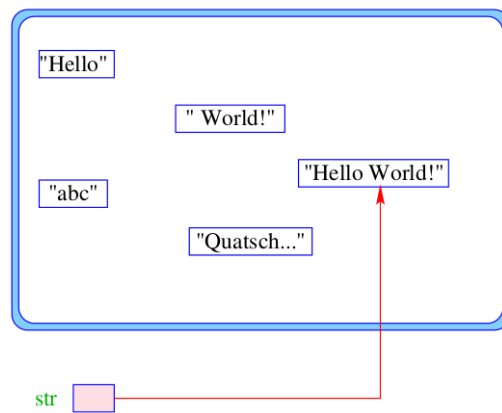 "Hello"
" World!"
"Hello World!"
"abc"
"Quatsch..."
str